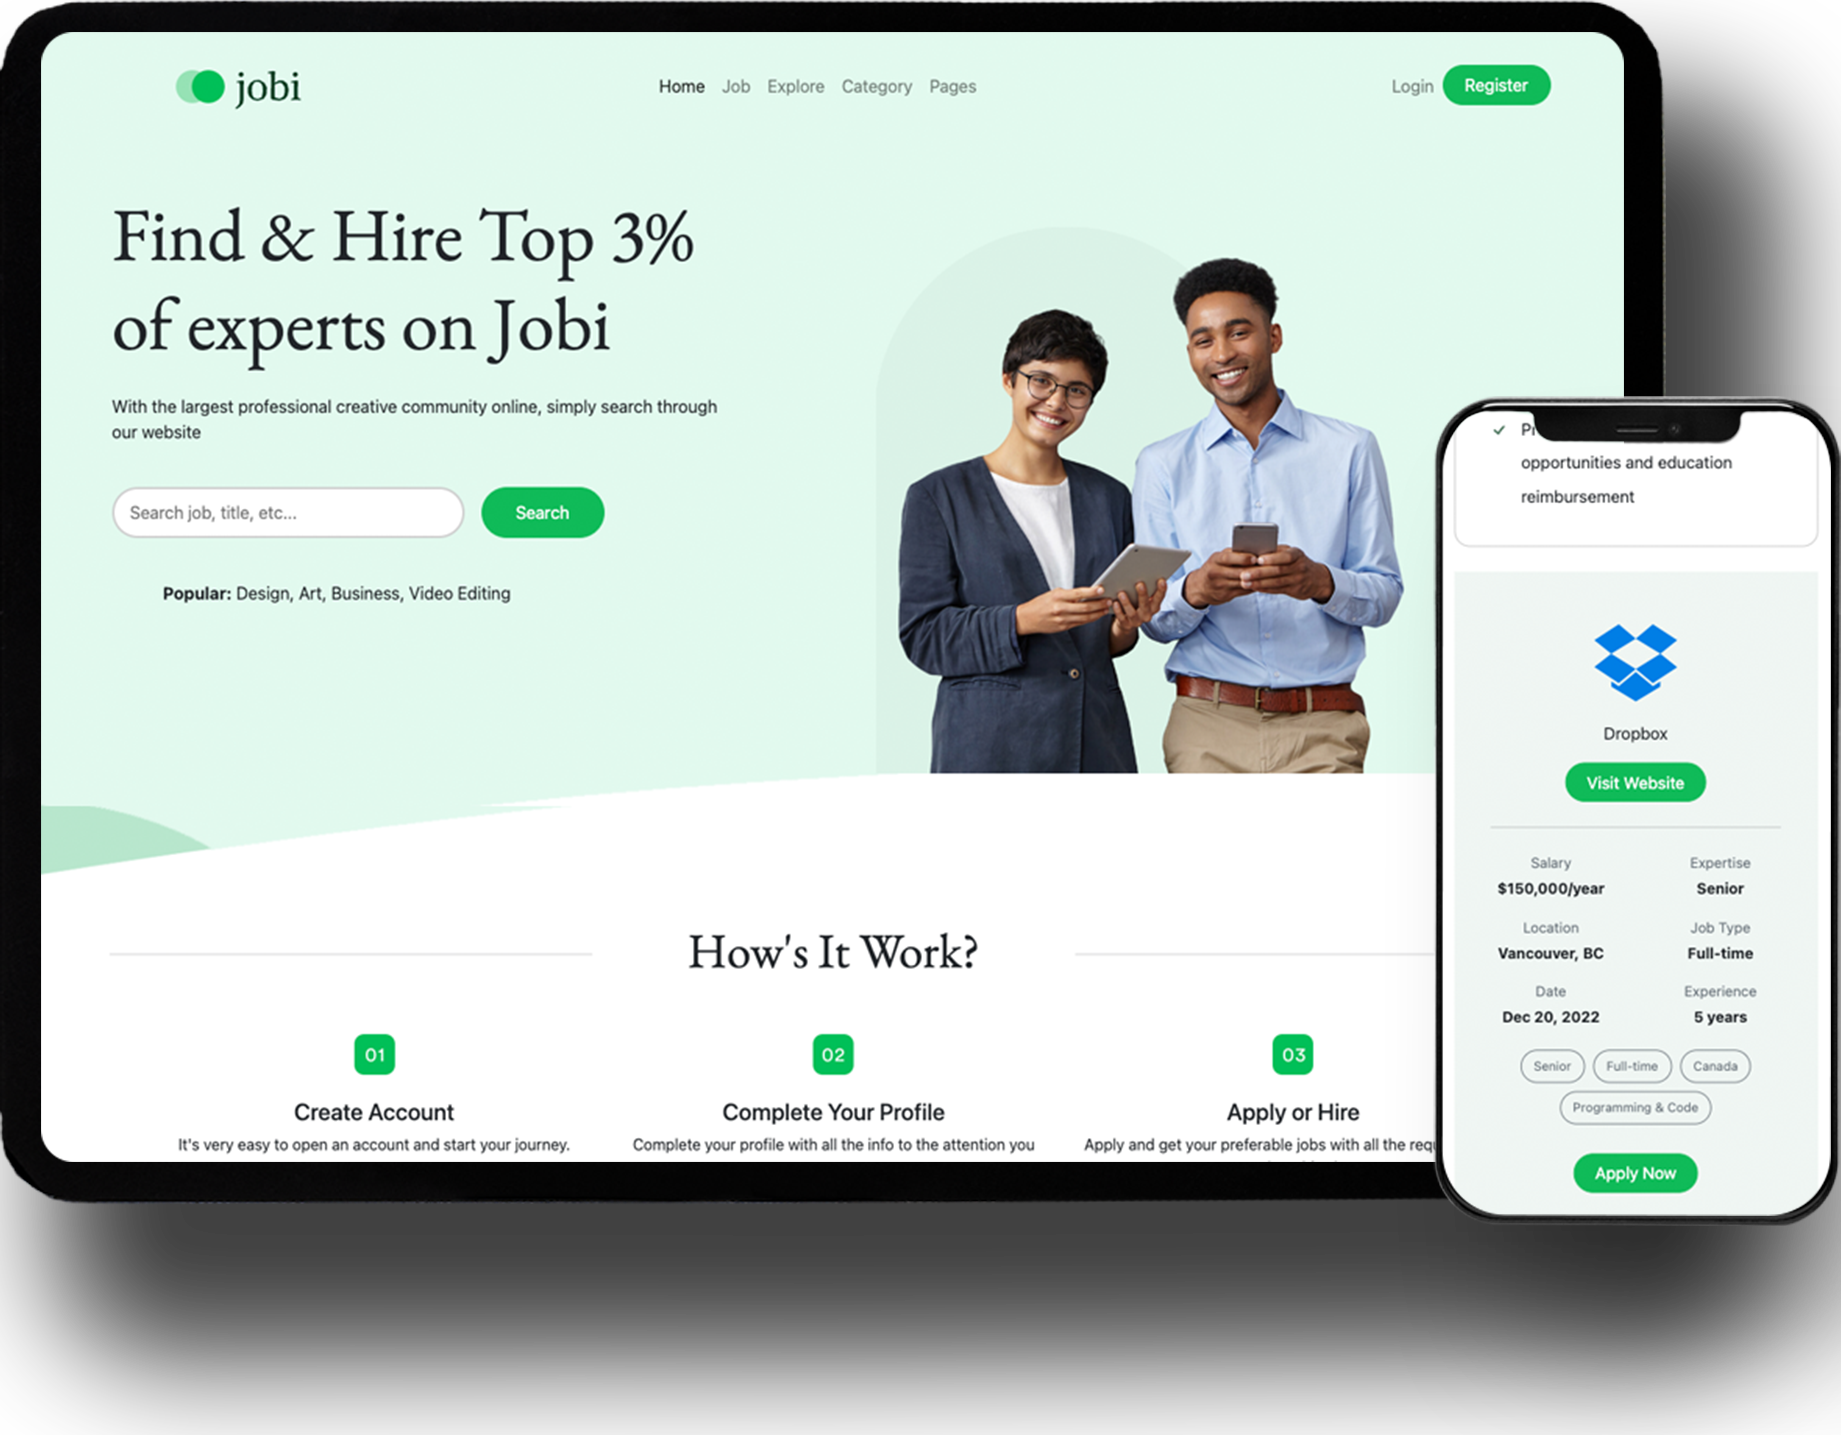 jobi
Home Job Explore Category Pages
Login Register
Find & Hire Top 3%
of experts on Jobi
With the largest professional creative community online, simply search through
our website
Search job, title, etc...
Search
Popular: Design, Art, Business, Video Editing
How's It Work?
01
Create Account
It's very easy to open an account and start your journey.
02
Complete Your Profile
Complete your profile with all the info to the attention you
03
Apply or Hire
Apply and get your preferable jobs with all the
opportunities and education
reimbursement
Dropbox
Visit Website
Salary
$150,000/year
Expertise
Senior
Location
Vancouver, BC
Job Type
Full-time
Date
Dec 20, 2022
Experience
5 years
Senior Full-time Canada
Programming & Code
Apply Now